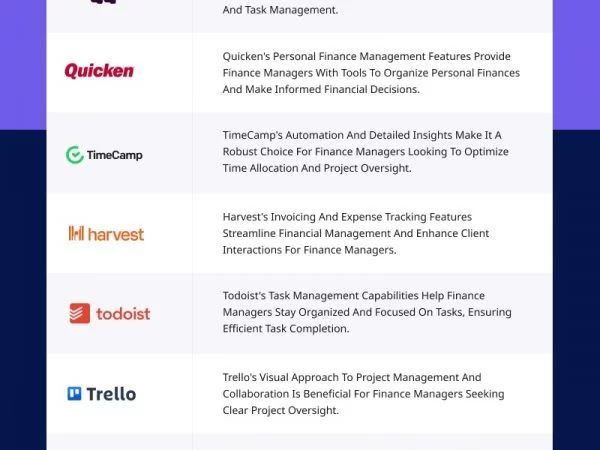 And Task Management.
Quicken
Quicken's Personal Finance Management Features Provide
Finance Managers With Tools To Organize Personal Finances
And Make Informed Financial Decisions.
TimeCamp
TimeCamp's Automation And Detailed Insights Make It A
Robust Choice For Finance Managers Looking To Optimize
Time Allocation And Project Oversight.
harvest
Harvest's Invoicing And Expense Tracking Features
Streamline Financial Management And Enhance Client
Interactions For Finance Managers.
todoist
Todoist's Task Management Capabilities Help Finance
Managers Stay Organized And Focused On Tasks, Ensuring
Efficient Task Completion.
Trello
Trello's Visual Approach To Project Management And
Collaboration Is Beneficial For Finance Managers Seeking
Clear Project Oversight.